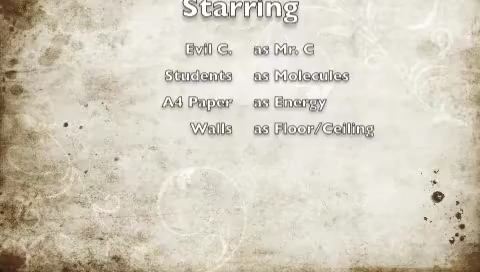 Starring
Evil C. as Mr. C
Students as Molecules
A4 Paper as Energy
Walls as Floor/Ceiling